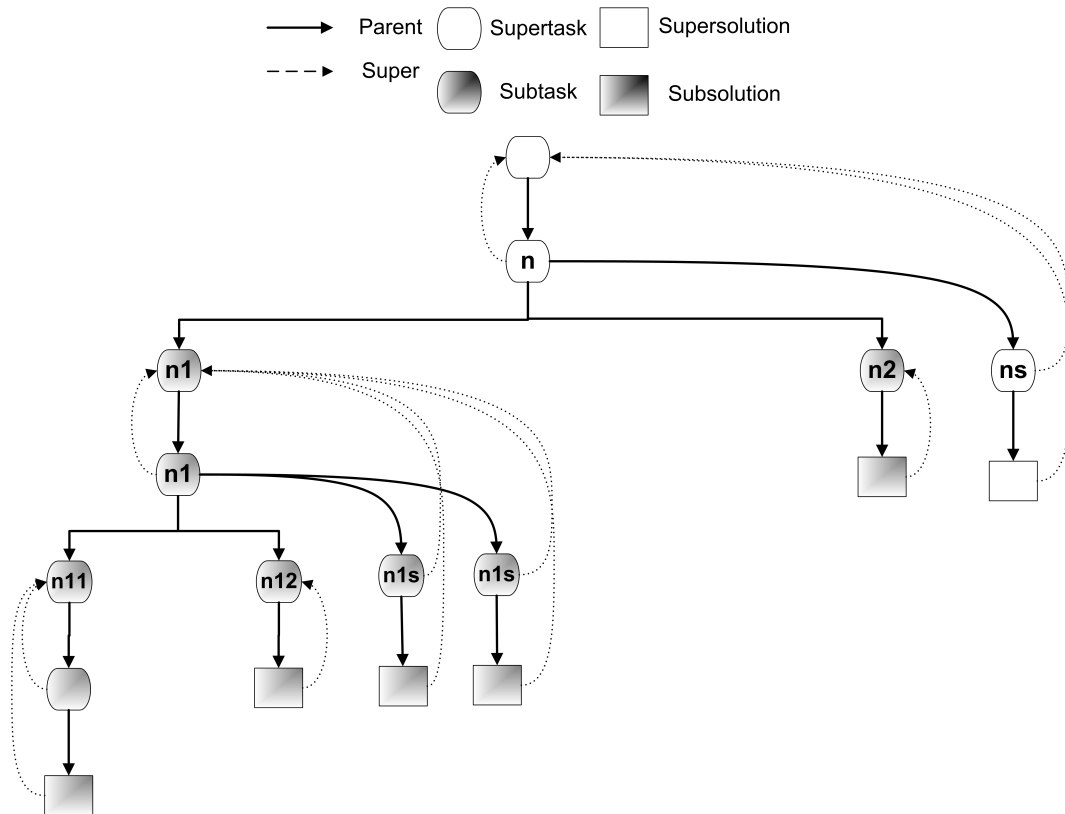 Parent Supertask Supersolution
Super
Subtask Subsolution
n
n1 n2 ns
n1
n11 n12 n1s n1s